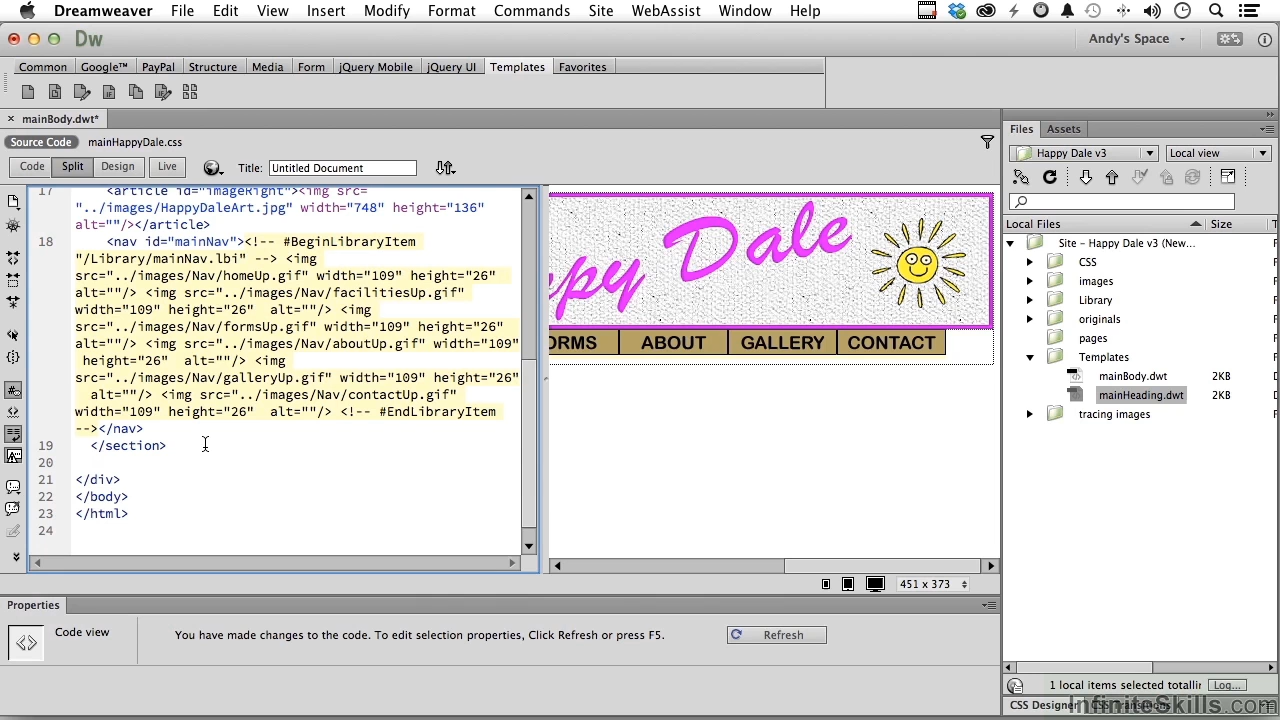 Dreamweaver File Edit View Insert Modify Format Commands Site WebAssist Window Help
Dw
Andy's Space
Common Google™ PayPal Structure Media Form jQuery Mobile jQuery UI Templates Favorites
× mainBody.dwt*
Source Code mainHappyDale.css
Code Split Design Live Title: Untitled Document
17 <article id="imageRight"><img src=
"../images/HappyDaleArt.jpg" width="748" height="136"
alt=""/></article>
18 <nav id="mainNav"><!-- #BeginLibraryItem
"/Library/mainNav.lbi" --> <img
src="../images/Nav/homeUp.gif" width="109" height="26"
alt=""/> <img src="../images/Nav/facilitiesUp.gif"
width="109" height="26"  alt=""/> <img
src="../images/Nav/formsUp.gif" width="109" height="26"
alt=""/> <img src="../images/Nav/aboutUp.gif" width="109"
height="26"  alt=""/> <img
src="../images/Nav/galleryUp.gif" width="109" height="26"
alt=""/> <img src="../images/Nav/contactUp.gif"
width="109" height="26"  alt=""/> <!-- #EndLibraryItem
--></nav>
19 </section>
20
21 </div>
22 </body>
23 </html>
24
ppy Dale
ORMS ABOUT GALLERY CONTACT
451 x 373
Properties
Code view
You have made changes to the code. To edit selection properties, Click Refresh or press F5.
Refresh
Files Assets
Happy Dale v3 Local view
Local Files Size
Site - Happy Dale v3 (New...
CSS F
images F
Library F
originals F
pages F
Templates F
mainBody.dwt 2KB
mainHeading.dwt 2KB
tracing images F
1 local items selected totallir Log...
CSS Designer CSS Transitions
InfiniteSkills.com